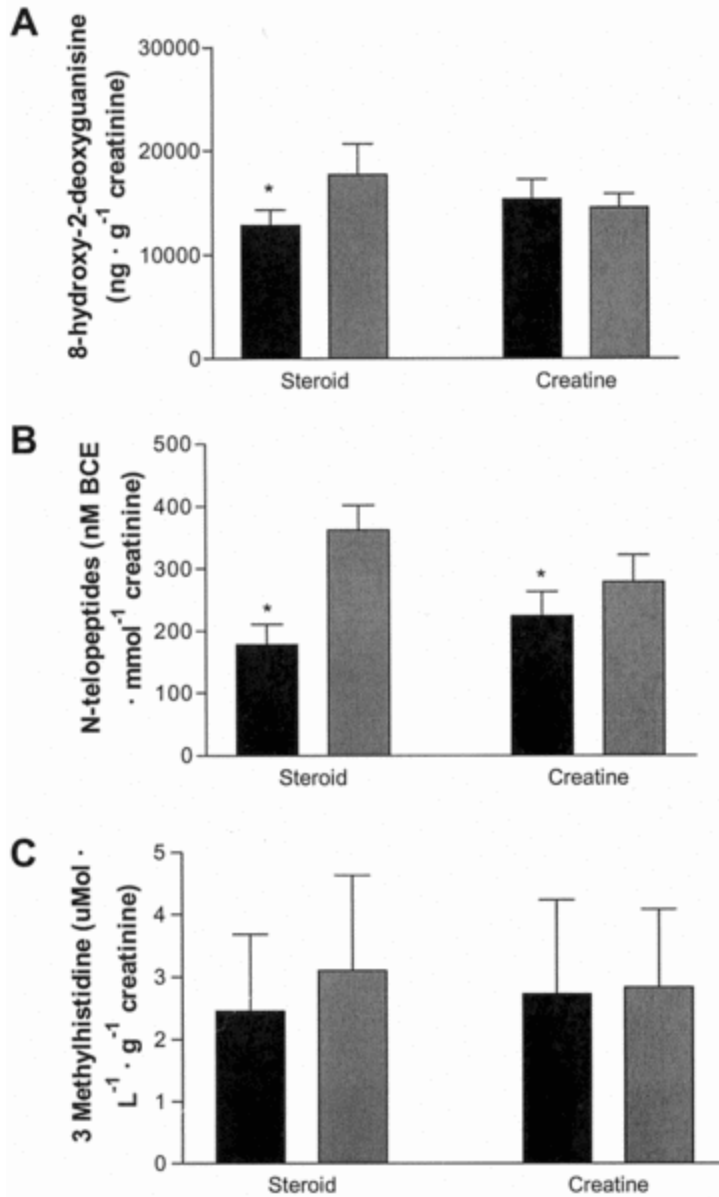 A
8-hydroxy-2-deoxyguanisine
(ng · g⁻¹ creatinine)
30000
20000
10000
0
*
Steroid
Creatine
B
N-telopeptides (nM BCE
· mmol⁻¹ creatinine)
500
400
300
200
100
0
*
*
Steroid
Creatine
C
3 Methylhistidine (uMol ·
L⁻¹ · g⁻¹ creatinine)
5
4
3
2
1
0
Steroid
Creatine